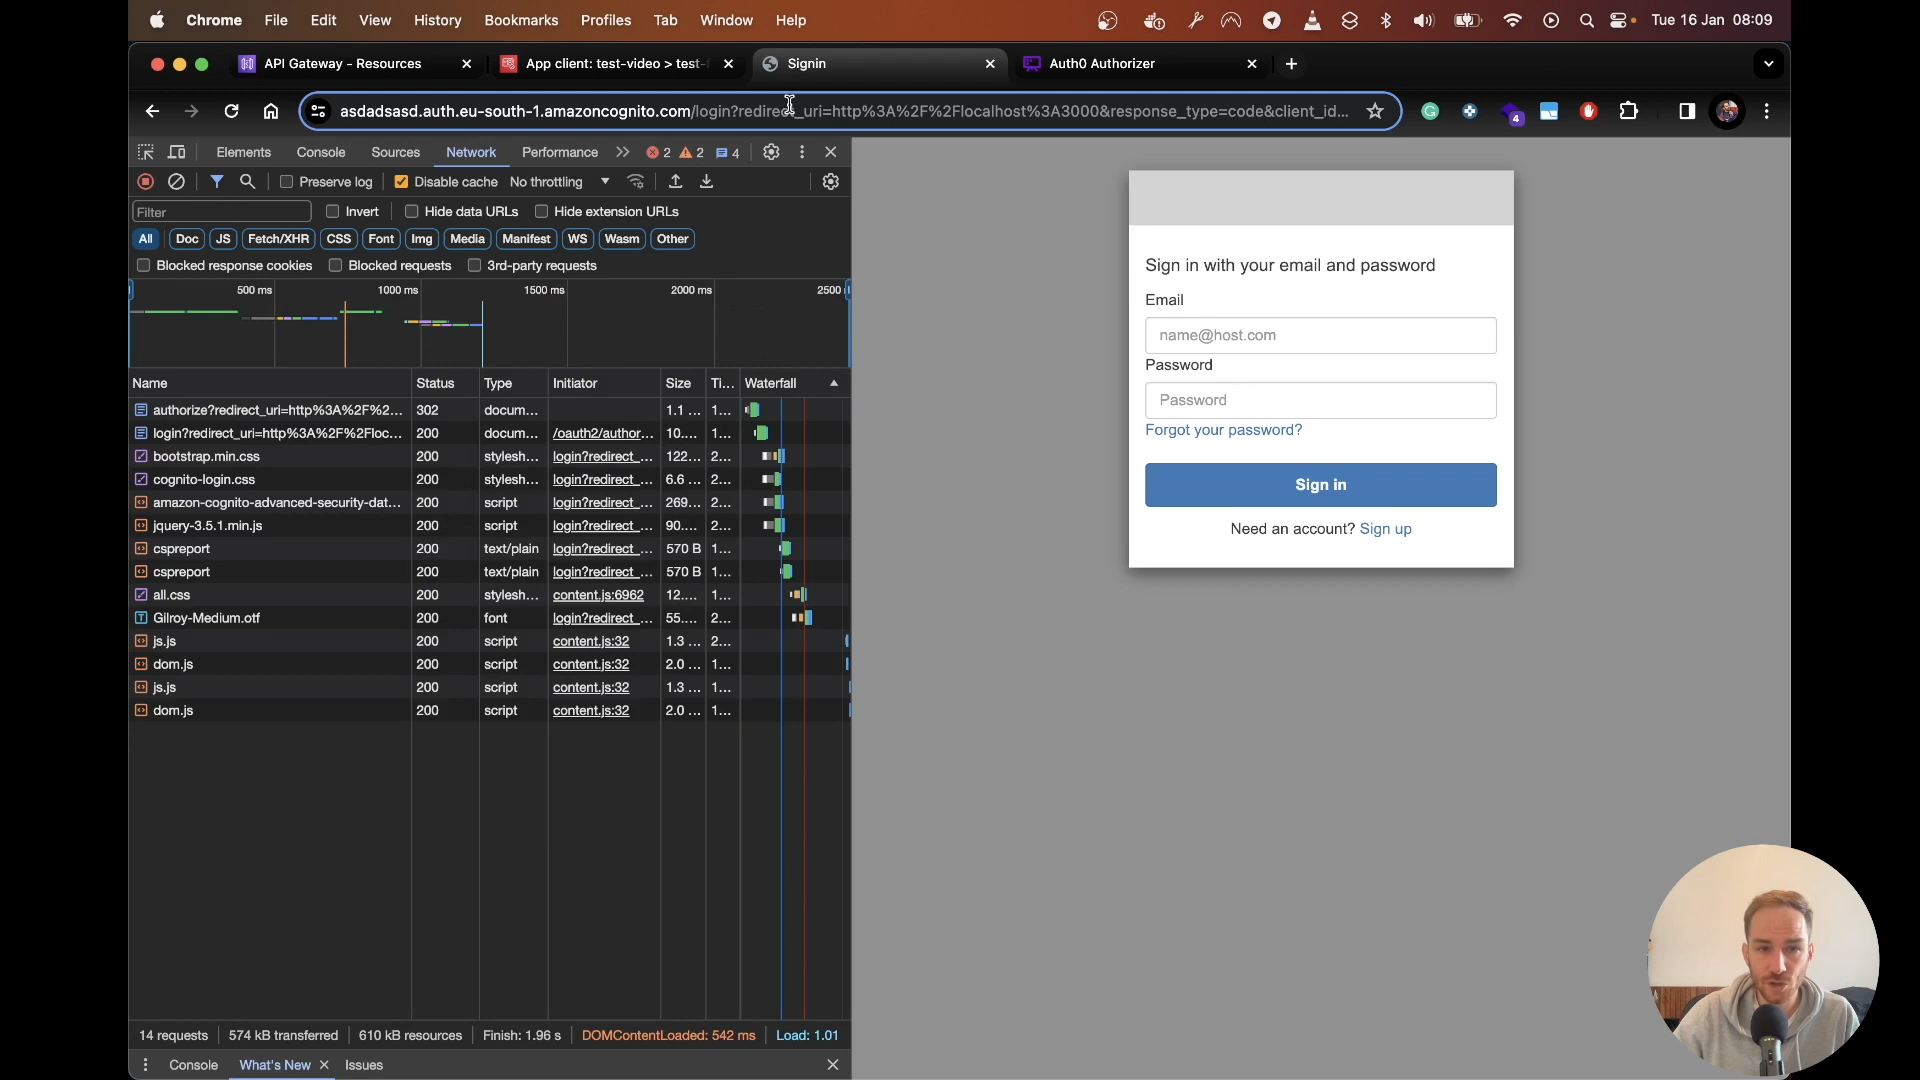 Chrome File Edit View History Bookmarks Profiles Tab Window Help Tue 16 Jan 08:09
API Gateway - Resources App client: test-video > test- Signin Auth0 Authorizer
asdadsasd.auth.eu-south-1.amazoncognito.com/login?redirect_uri=http%3A%2F%2Flocalhost%3A3000&response_type=code&client_id... 4
Elements Console Sources Network Performance 2 2 4
Preserve log Disable cache No throttling
Filter Invert Hide data URLs Hide extension URLs
All Doc JS Fetch/XHR CSS Font Img Media Manifest WS Wasm Other
Blocked response cookies Blocked requests 3rd-party requests
500 ms 1000 ms 1500 ms 2000 ms 2500
Name Status Type Initiator Size Ti... Waterfall
authorize?redirect_uri=http%3A%2F%2... 302 docum... 1.1 ... 1...
login?redirect_uri=http%3A%2F%2Floc... 200 docum... /oauth2/author... 10.... 1...
bootstrap.min.css 200 stylesh... login?redirect_... 122... 2...
cognito-login.css 200 stylesh... login?redirect_... 6.6 ... 2...
amazon-cognito-advanced-security-dat... 200 script login?redirect_... 269... 2...
jquery-3.5.1.min.js 200 script login?redirect_... 90.... 2...
cspreport 200 text/plain login?redirect_... 570 B 1...
cspreport 200 text/plain login?redirect_... 570 B 1...
all.css 200 stylesh... content.js:6962 12.... 1...
Gilroy-Medium.otf 200 font login?redirect_... 55.... 2...
js.js 200 script content.js:32 1.3 ... 2...
dom.js 200 script content.js:32 2.0 ... 1...
js.js 200 script content.js:32 1.3 ... 1...
dom.js 200 script content.js:32 2.0 ... 1...
14 requests 574 kB transferred 610 kB resources Finish: 1.96 s DOMContentLoaded: 542 ms Load: 1.01
Console What's New Issues
Sign in with your email and password
Email
name@host.com
Password
Password
Forgot your password?
Sign in
Need an account? Sign up